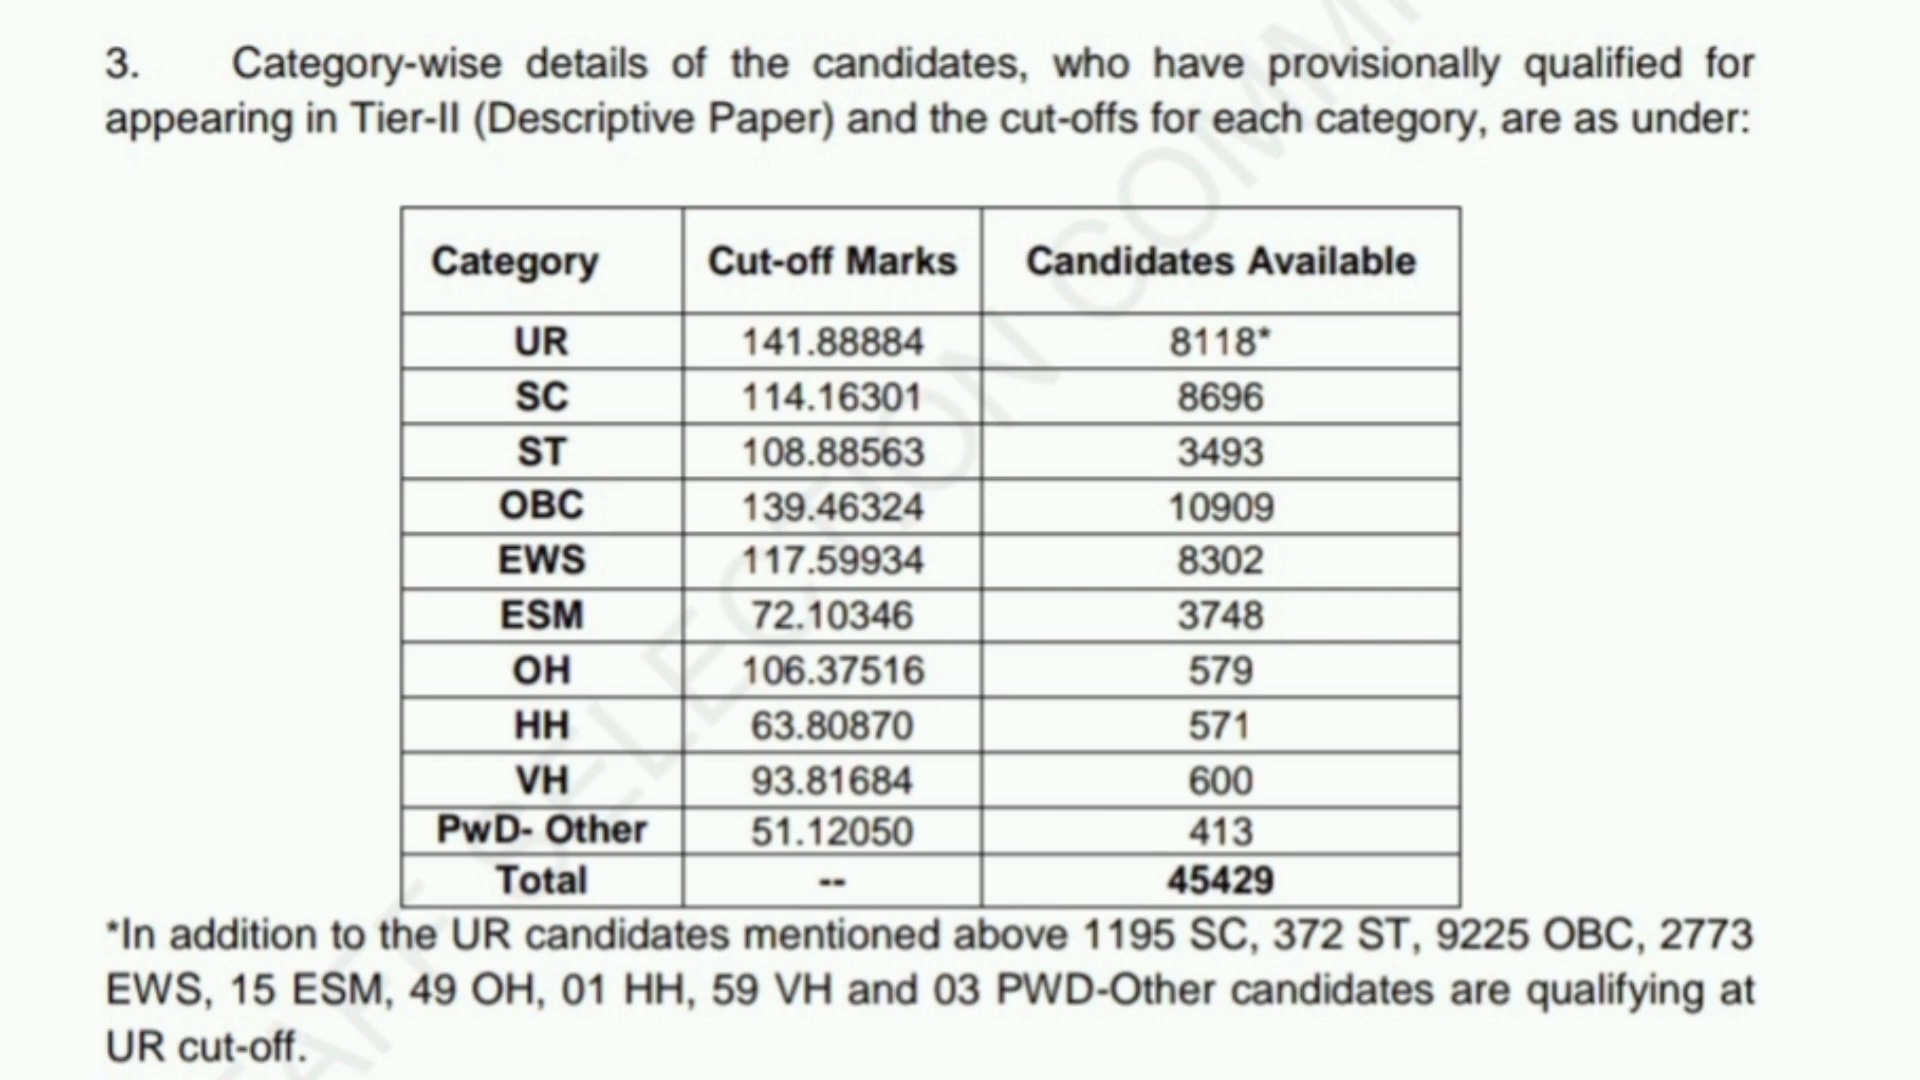 3. Category-wise details of the candidates, who have provisionally qualified for
appearing in Tier-II (Descriptive Paper) and the cut-offs for each category, are as under:
Category Cut-off Marks Candidates Available
UR 141.88884 8118*
SC 114.16301 8696
ST 108.88563 3493
OBC 139.46324 10909
EWS 117.59934 8302
ESM 72.10346 3748
OH 106.37516 579
HH 63.80870 571
VH 93.81684 600
PwD- Other 51.12050 413
Total -- 45429
*In addition to the UR candidates mentioned above 1195 SC, 372 ST, 9225 OBC, 2773
EWS, 15 ESM, 49 OH, 01 HH, 59 VH and 03 PWD-Other candidates are qualifying at
UR cut-off.